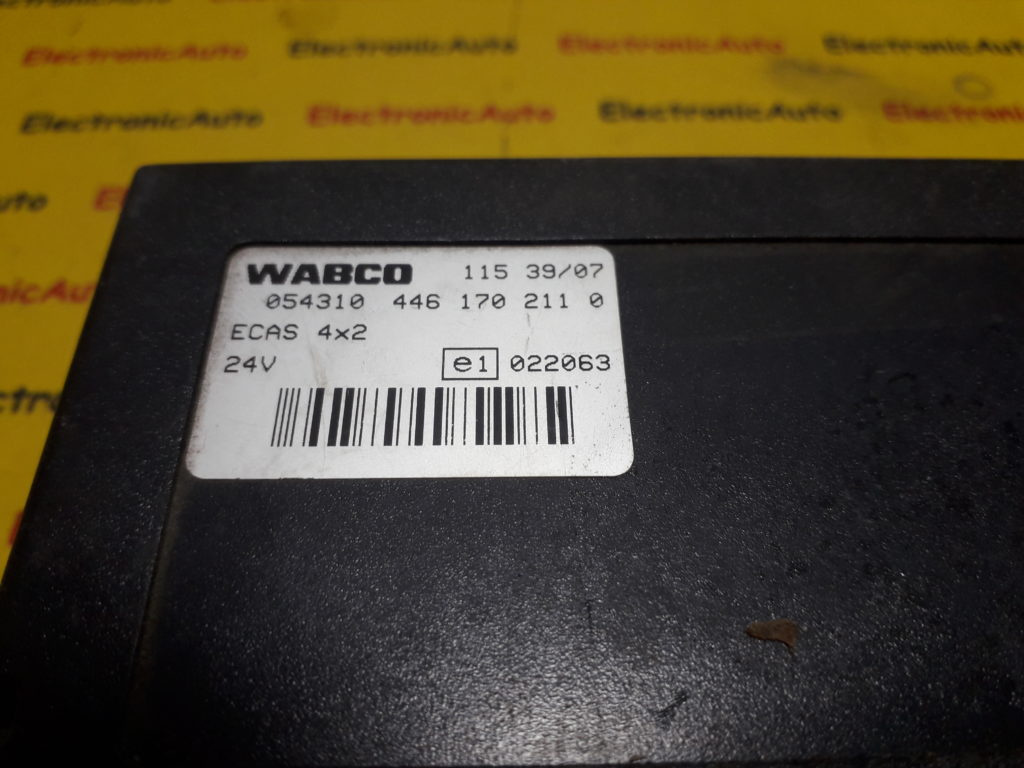 ElectronicAuto ElectronicAuto ElectronicAuto ElectronicAuto
ElectronicAuto ElectronicAuto ElectronicAuto ElectronicAuto
WABCO 115 39/07
054310 446 170 211 0
ECAS 4x2
24V e1 022063